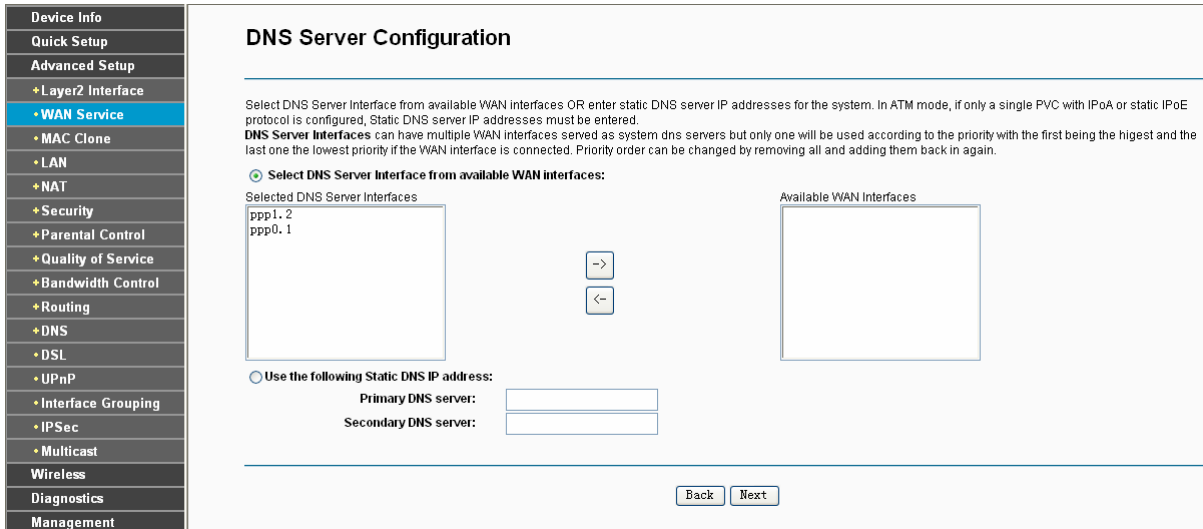 Device Info
Quick Setup
Advanced Setup
+Layer2 Interface
•WAN Service
•MAC Clone
•LAN
+NAT
+Security
+Parental Control
+Quality of Service
+Bandwidth Control
+Routing
+DNS
•DSL
•UPnP
•Interface Grouping
•IPSec
•Multicast
Wireless
Diagnostics
Management
DNS Server Configuration
Select DNS Server Interface from available WAN interfaces OR enter static DNS server IP addresses for the system. In ATM mode, if only a single PVC with IPoA or static IPoE
protocol is configured, Static DNS server IP addresses must be entered.
DNS Server Interfaces can have multiple WAN interfaces served as system dns servers but only one will be used according to the priority with the first being the higest and the
last one the lowest priority if the WAN interface is connected. Priority order can be changed by removing all and adding them back in again.
Select DNS Server Interface from available WAN interfaces:
Selected DNS Server Interfaces
Available WAN Interfaces
ppp1.2
ppp0.1
->
<-
Use the following Static DNS IP address:
Primary DNS server:
Secondary DNS server:
Back
Next